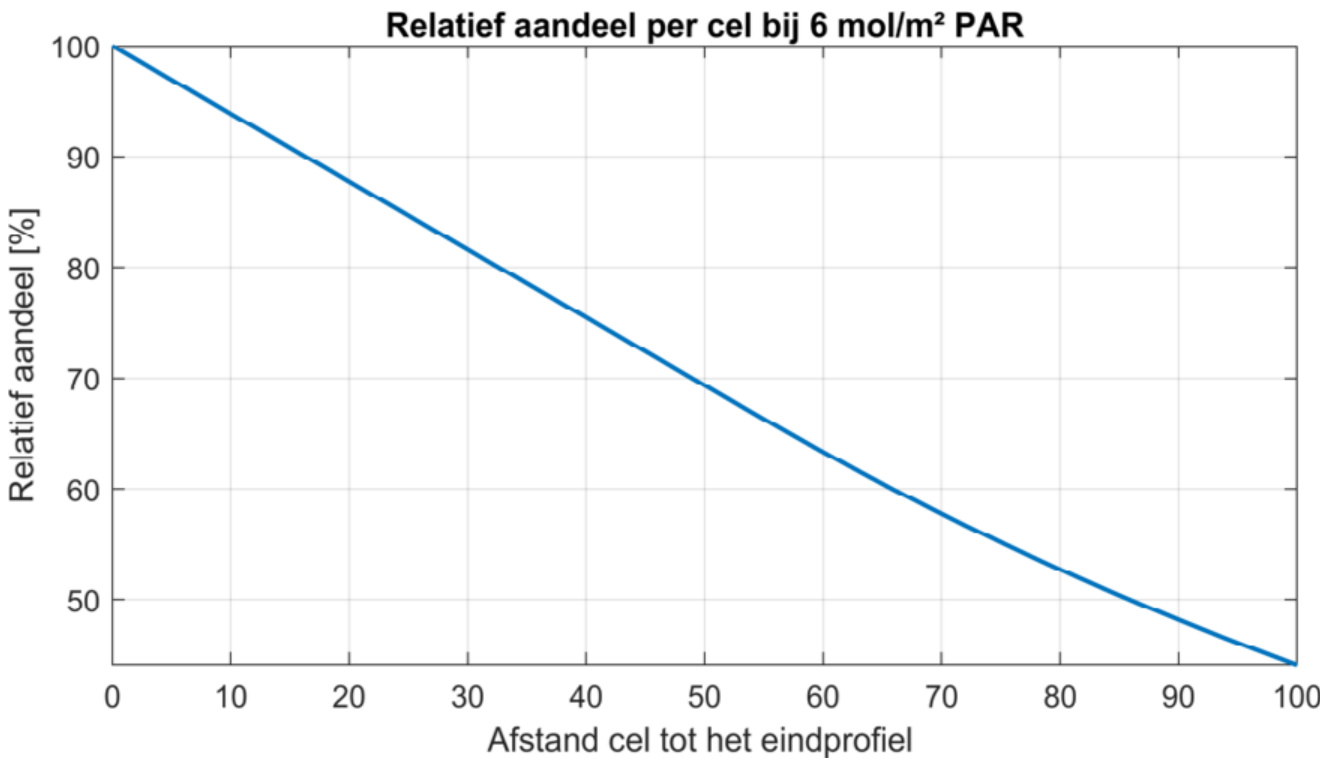 Relatief aandeel per cel bij 6 mol/m² PAR
100
90
80
70
60
50
Relatief aandeel [%]
0 10 20 30 40 50 60 70 80 90 100
Afstand cel tot het eindprofiel